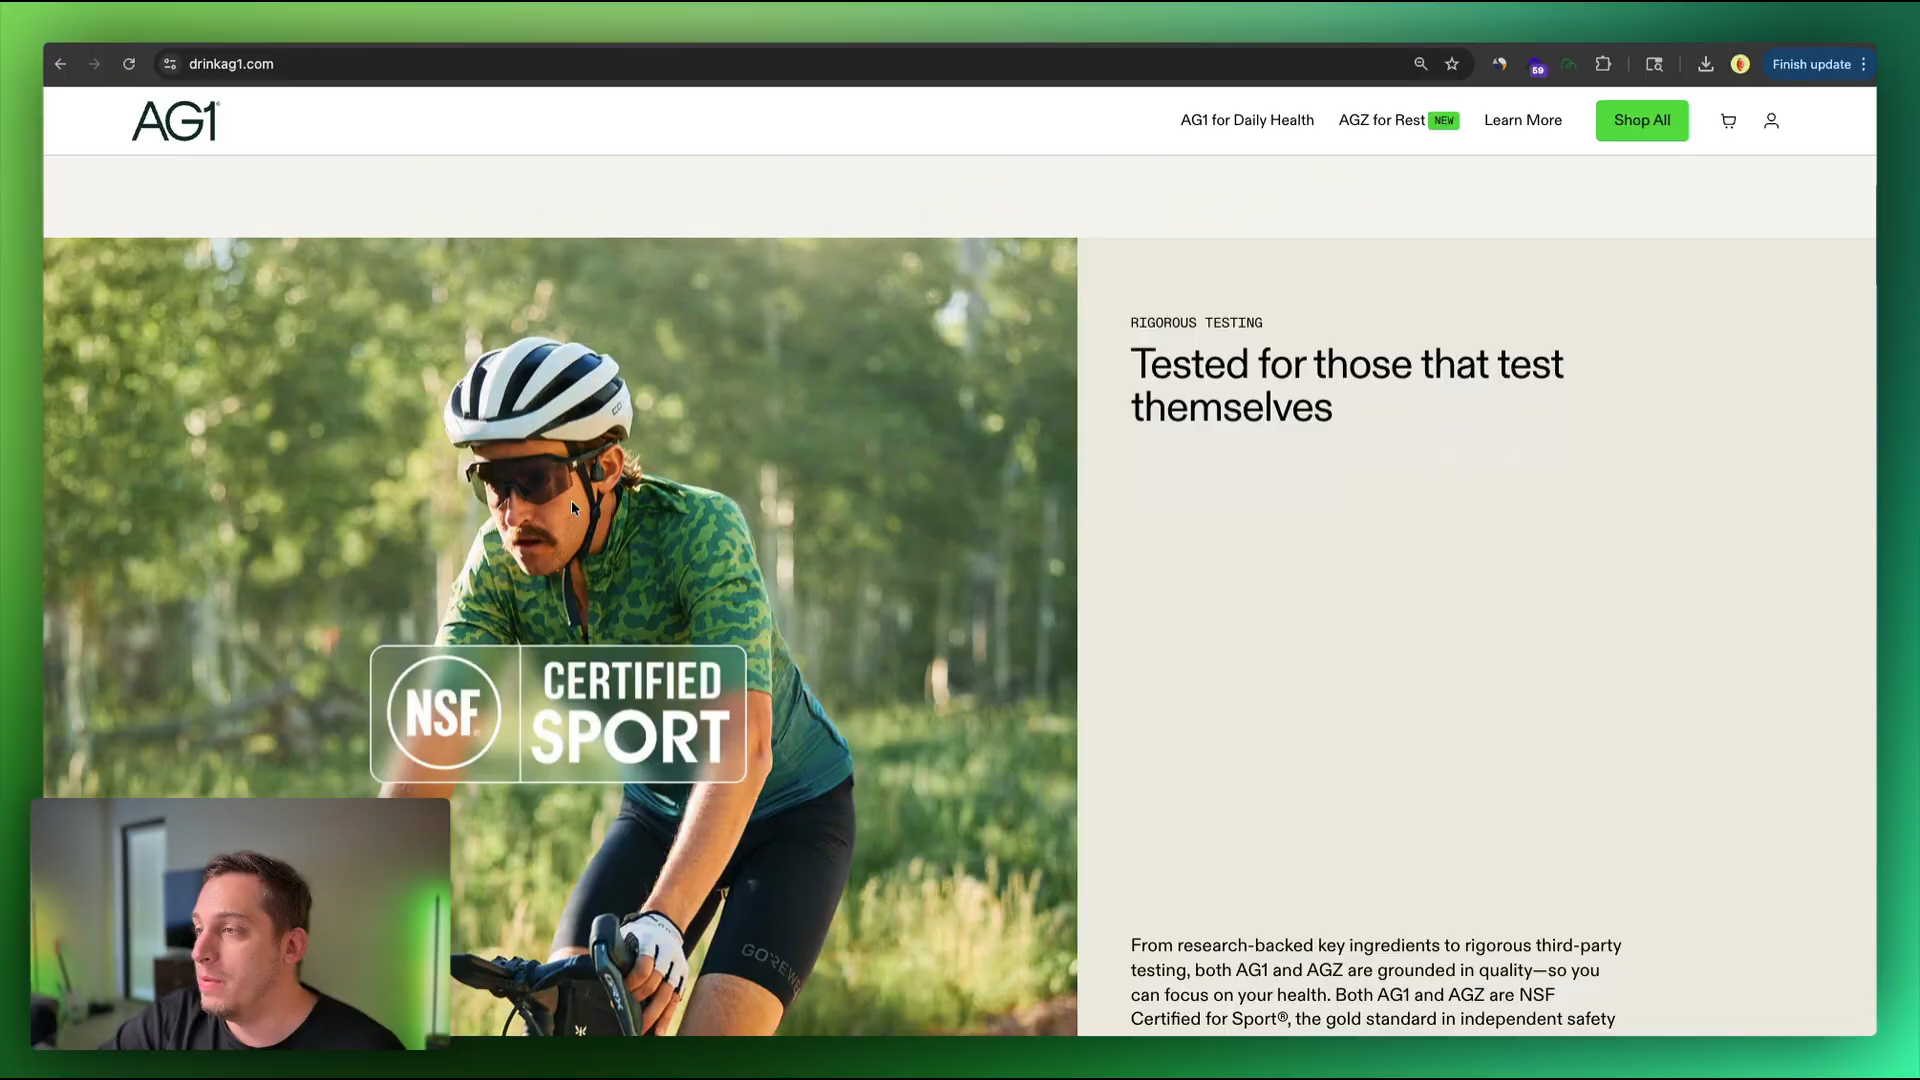 drinkag1.com
59
Finish update
AG1
AG1 for Daily Health
AGZ for Rest NEW
Learn More
Shop All
RIGOROUS TESTING
Tested for those that test
themselves
NSF
CERTIFIED
SPORT
GOREWEAR
From research-backed key ingredients to rigorous third-party
testing, both AG1 and AGZ are grounded in quality—so you
can focus on your health. Both AG1 and AGZ are NSF
Certified for Sport®, the gold standard in independent safety